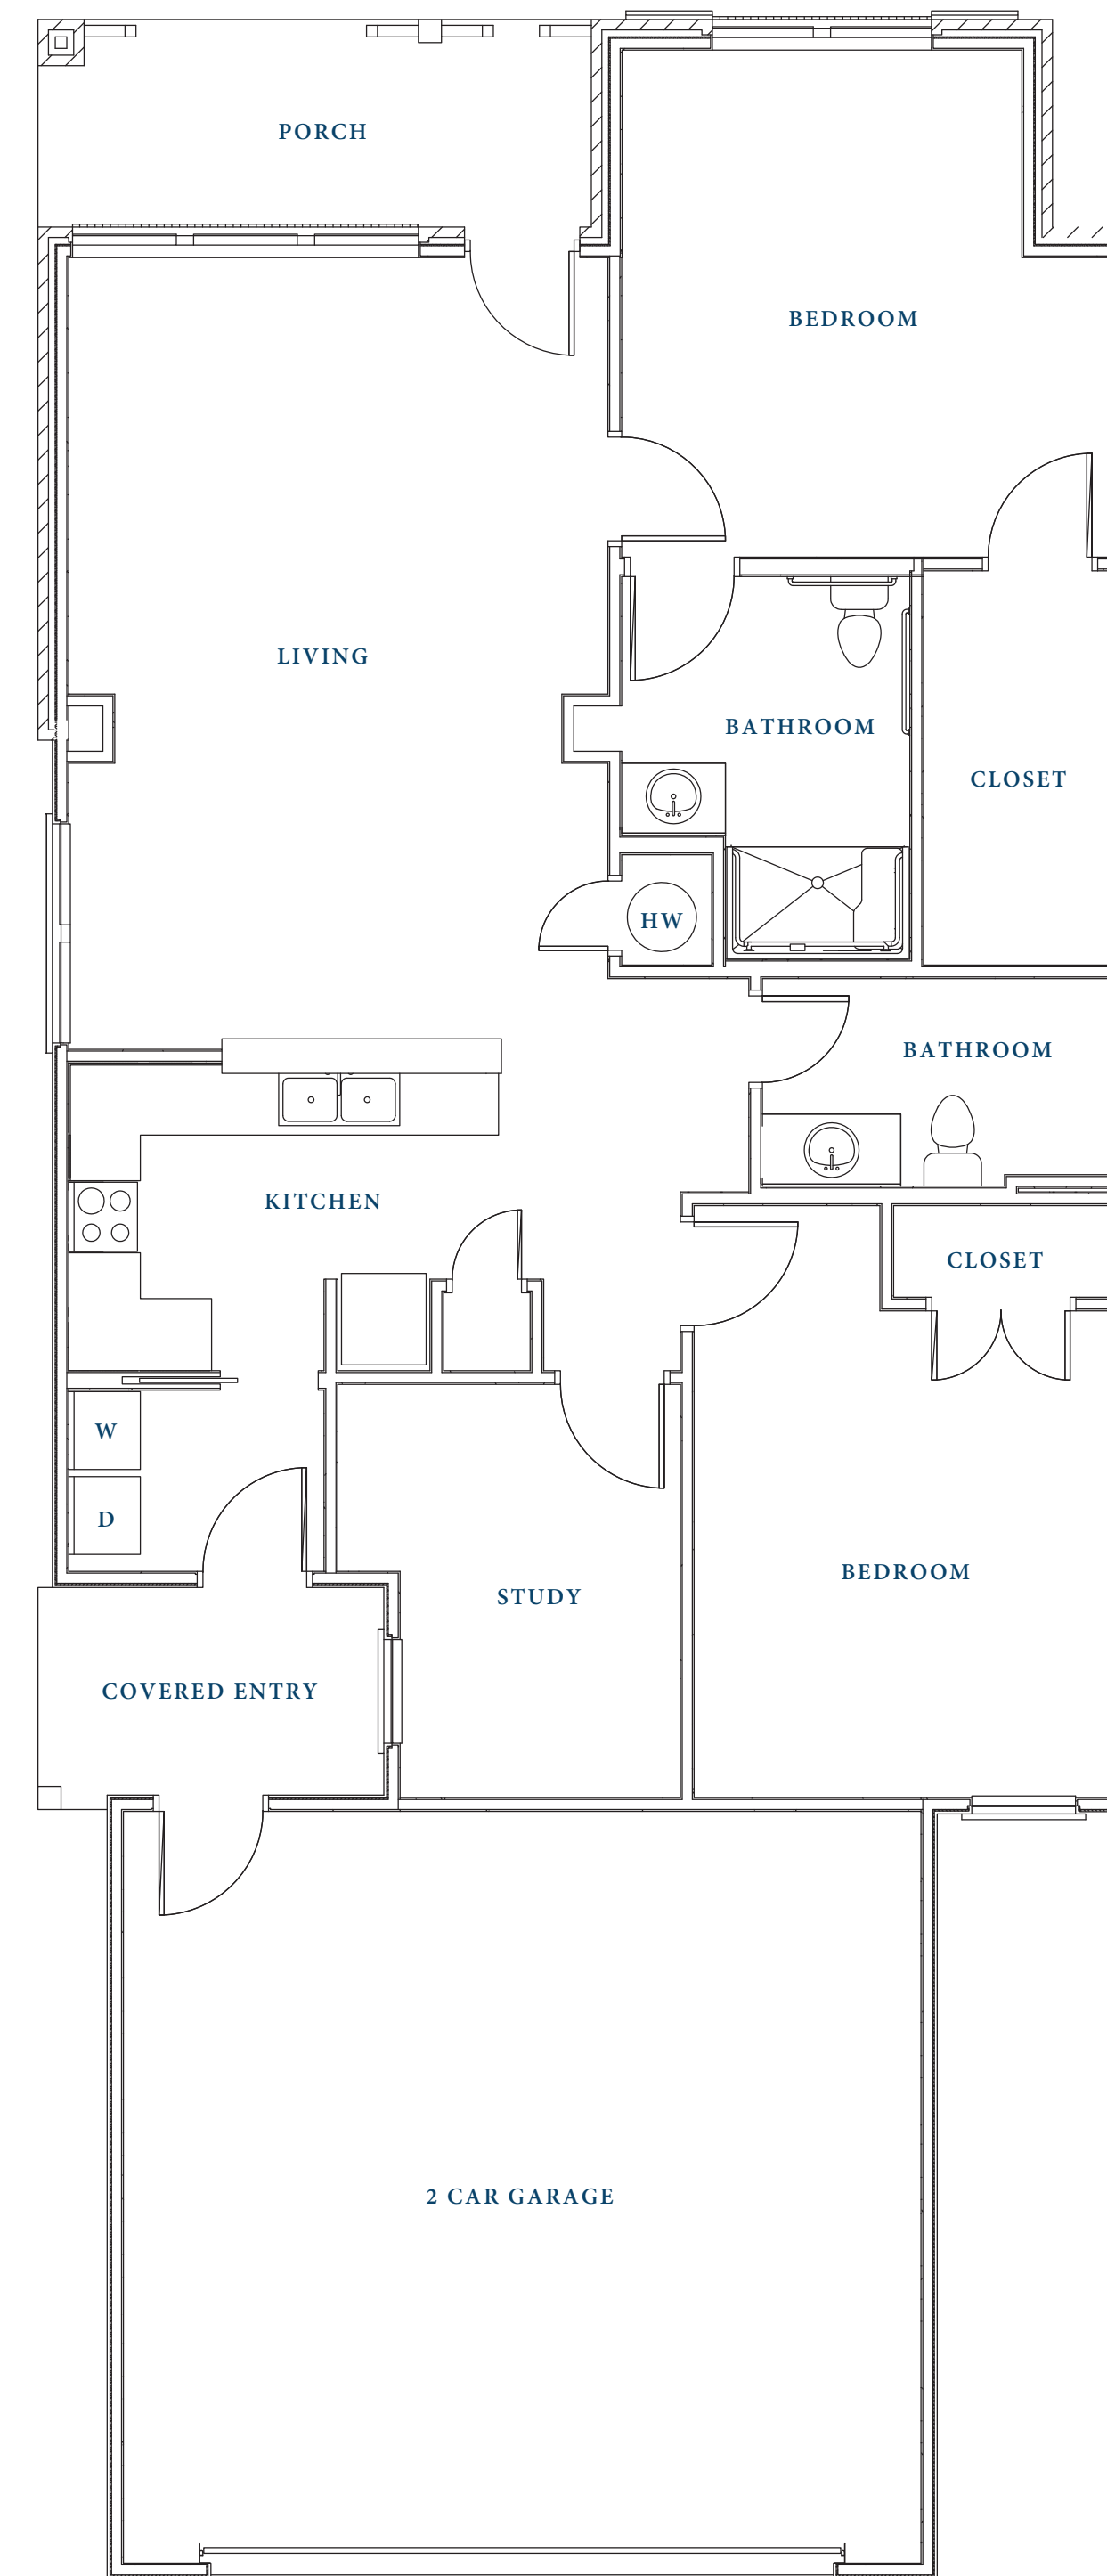 PORCH
BEDROOM
LIVING
BATHROOM
CLOSET
HW
BATHROOM
KITCHEN
CLOSET
W
D
BEDROOM
STUDY
COVERED ENTRY
2 CAR GARAGE